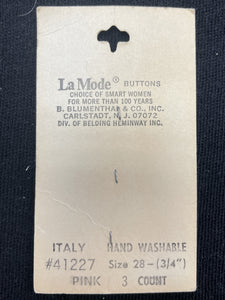 La Mode® BUTTONS
CHOICE OF SMART WOMEN
FOR MORE THAN 100 YEARS
B. BLUMENTHAL & CO., INC.
CARLSTADT, N. J. 07072
DIV. OF BELDING HEMINWAY INC.
ITALY HAND WASHABLE
#41227 Size 28-(3/4")
PINK 3 COUNT